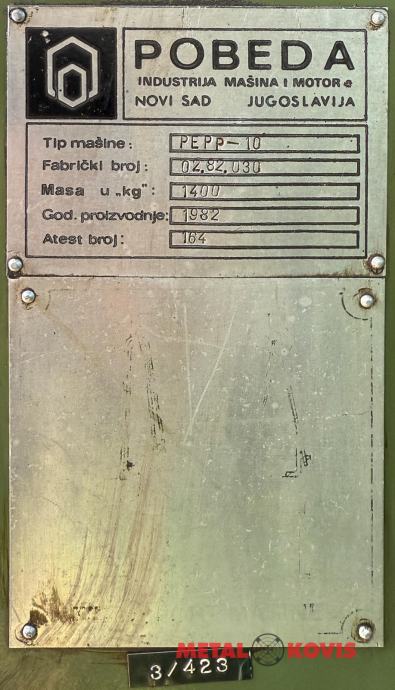 POBEDA
INDUSTRIJA MAŠINA I MOTORA
NOVI SAD JUGOSLAVIJA
Tip mašine: PEPP-10
Fabrički broj: 02.82.030
Masa u „kg": 1400
God. proizvodnje: 1982
Atest broj: 164
METAL KOVIS
3/423